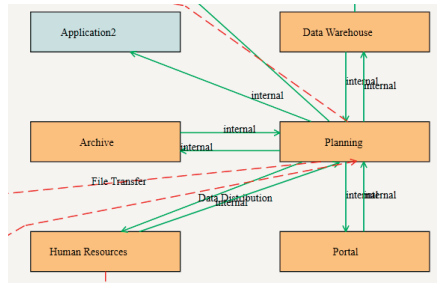 Application2
Data Warehouse
internal
internal
internal
internal
Archive
Planning
internal
File Transfer
Data Distribution
internal
internal
internal
Human Resources
Portal